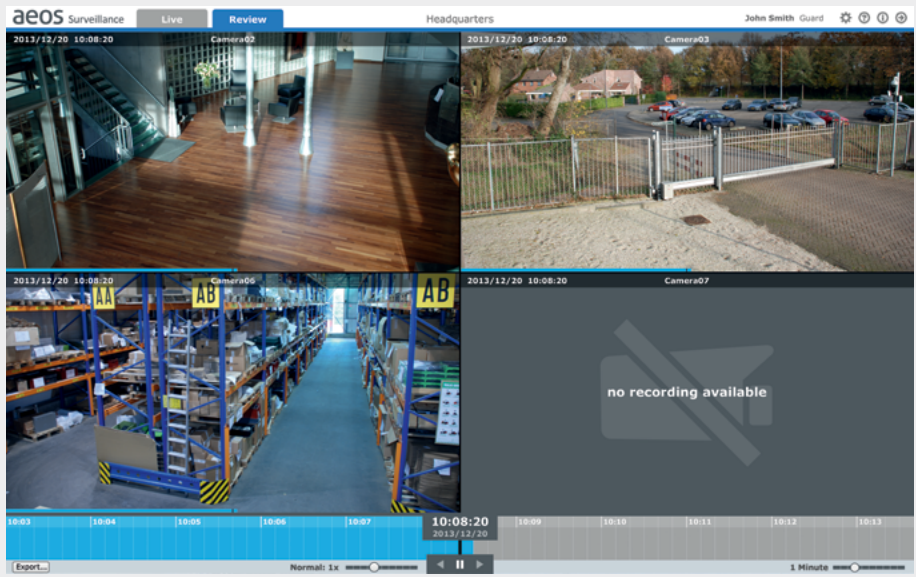 aeos Surveillance Live Review Headquarters John Smith Guard
2013/12/20 10:08:20 Camera02
2013/12/20 10:08:20 Camera03
2013/12/20 10:08:20 Camera06
AA AB AB
2013/12/20 10:08:20 Camera07
no recording available
10:03 10:04 10:05 10:06 10:07 10:08:20 10:09 10:10 10:11 10:12 10:13
2013/12/20
Export... Normal: 1x 1 Minute